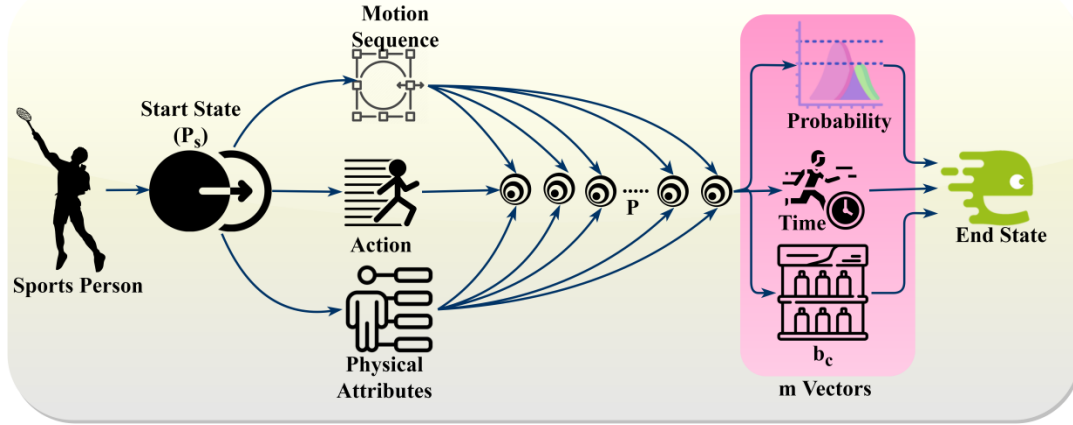 Motion
Sequence
Start State
(Ps)
Sports Person
Action
Physical
Attributes
.....
P
Probability
Time
bc
m Vectors
End State